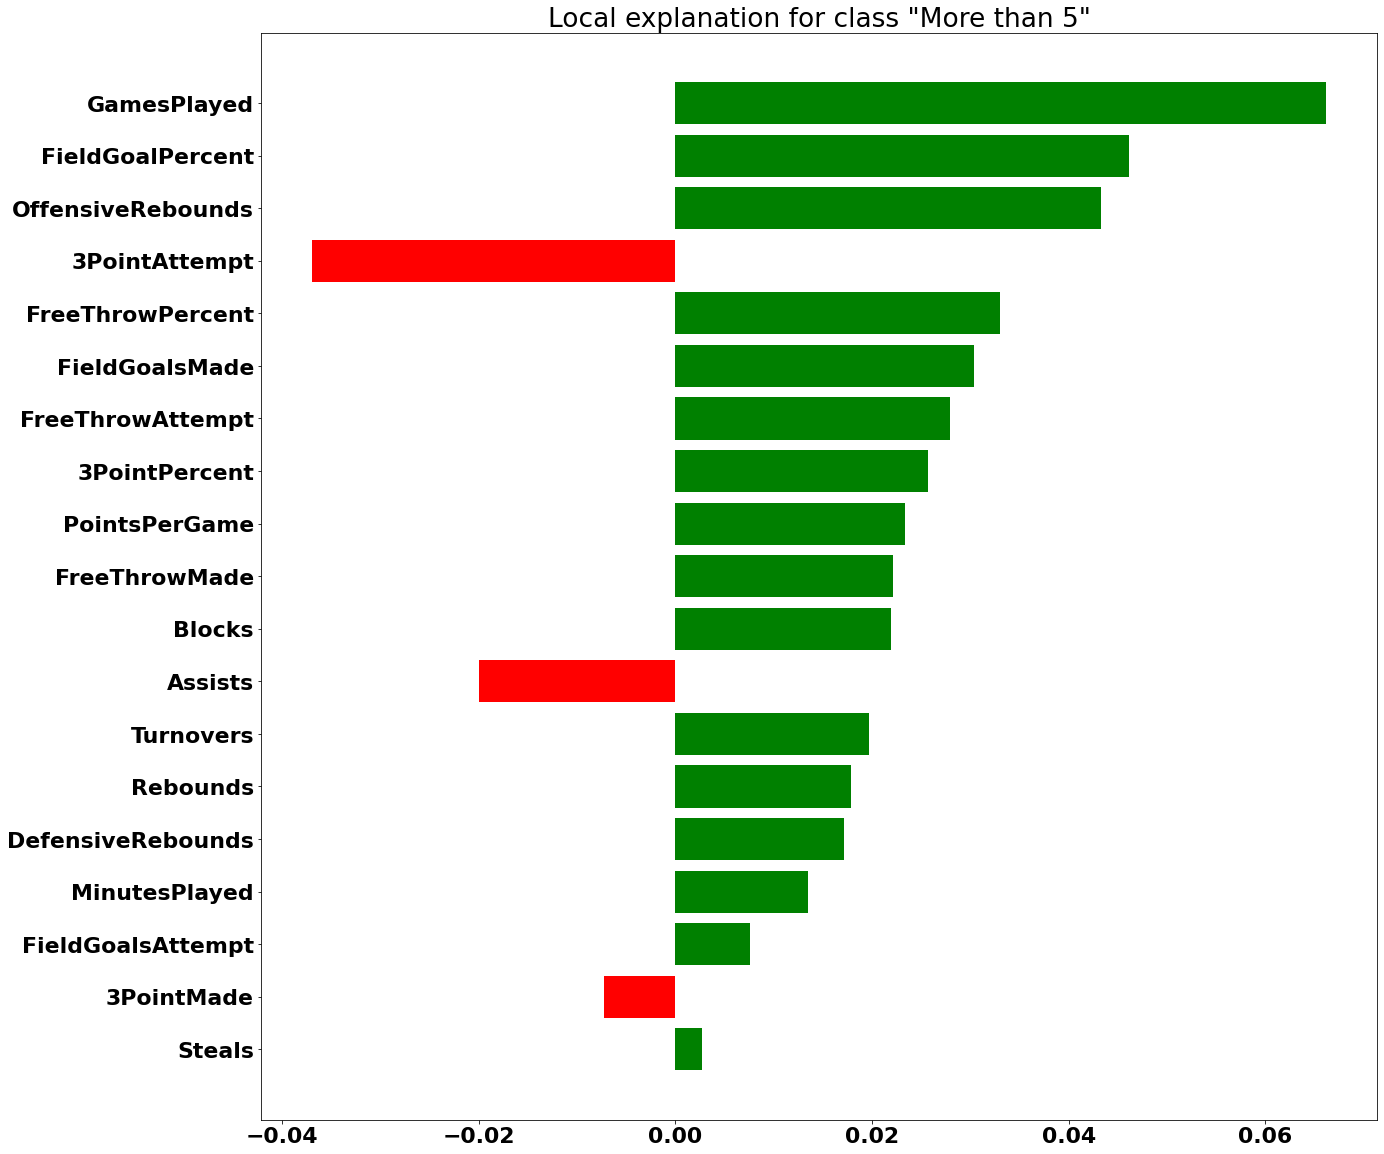 Local explanation for class "More than 5"
GamesPlayed
FieldGoalPercent
OffensiveRebounds
3PointAttempt
FreeThrowPercent
FieldGoalsMade
FreeThrowAttempt
3PointPercent
PointsPerGame
FreeThrowMade
Blocks
Assists
Turnovers
Rebounds
DefensiveRebounds
MinutesPlayed
FieldGoalsAttempt
3PointMade
Steals
−0.04 −0.02 0.00 0.02 0.04 0.06